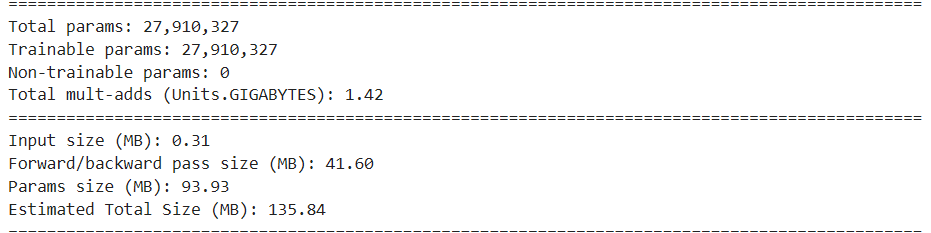 ==============================================================================================
Total params: 27,910,327
Trainable params: 27,910,327
Non-trainable params: 0
Total mult-adds (Units.GIGABYTES): 1.42
==============================================================================================
Input size (MB): 0.31
Forward/backward pass size (MB): 41.60
Params size (MB): 93.93
Estimated Total Size (MB): 135.84
==============================================================================================